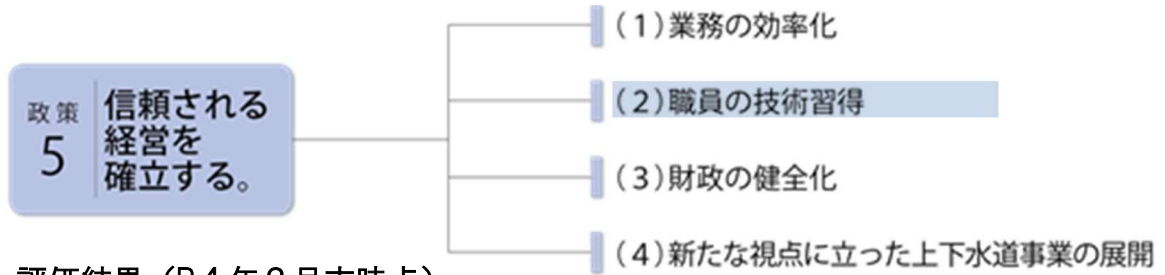 政策
5
信頼される
経営を
確立する。
(1)業務の効率化
(2)職員の技術習得
(3)財政の健全化
(4)新たな視点に立った上下水道事業の展開